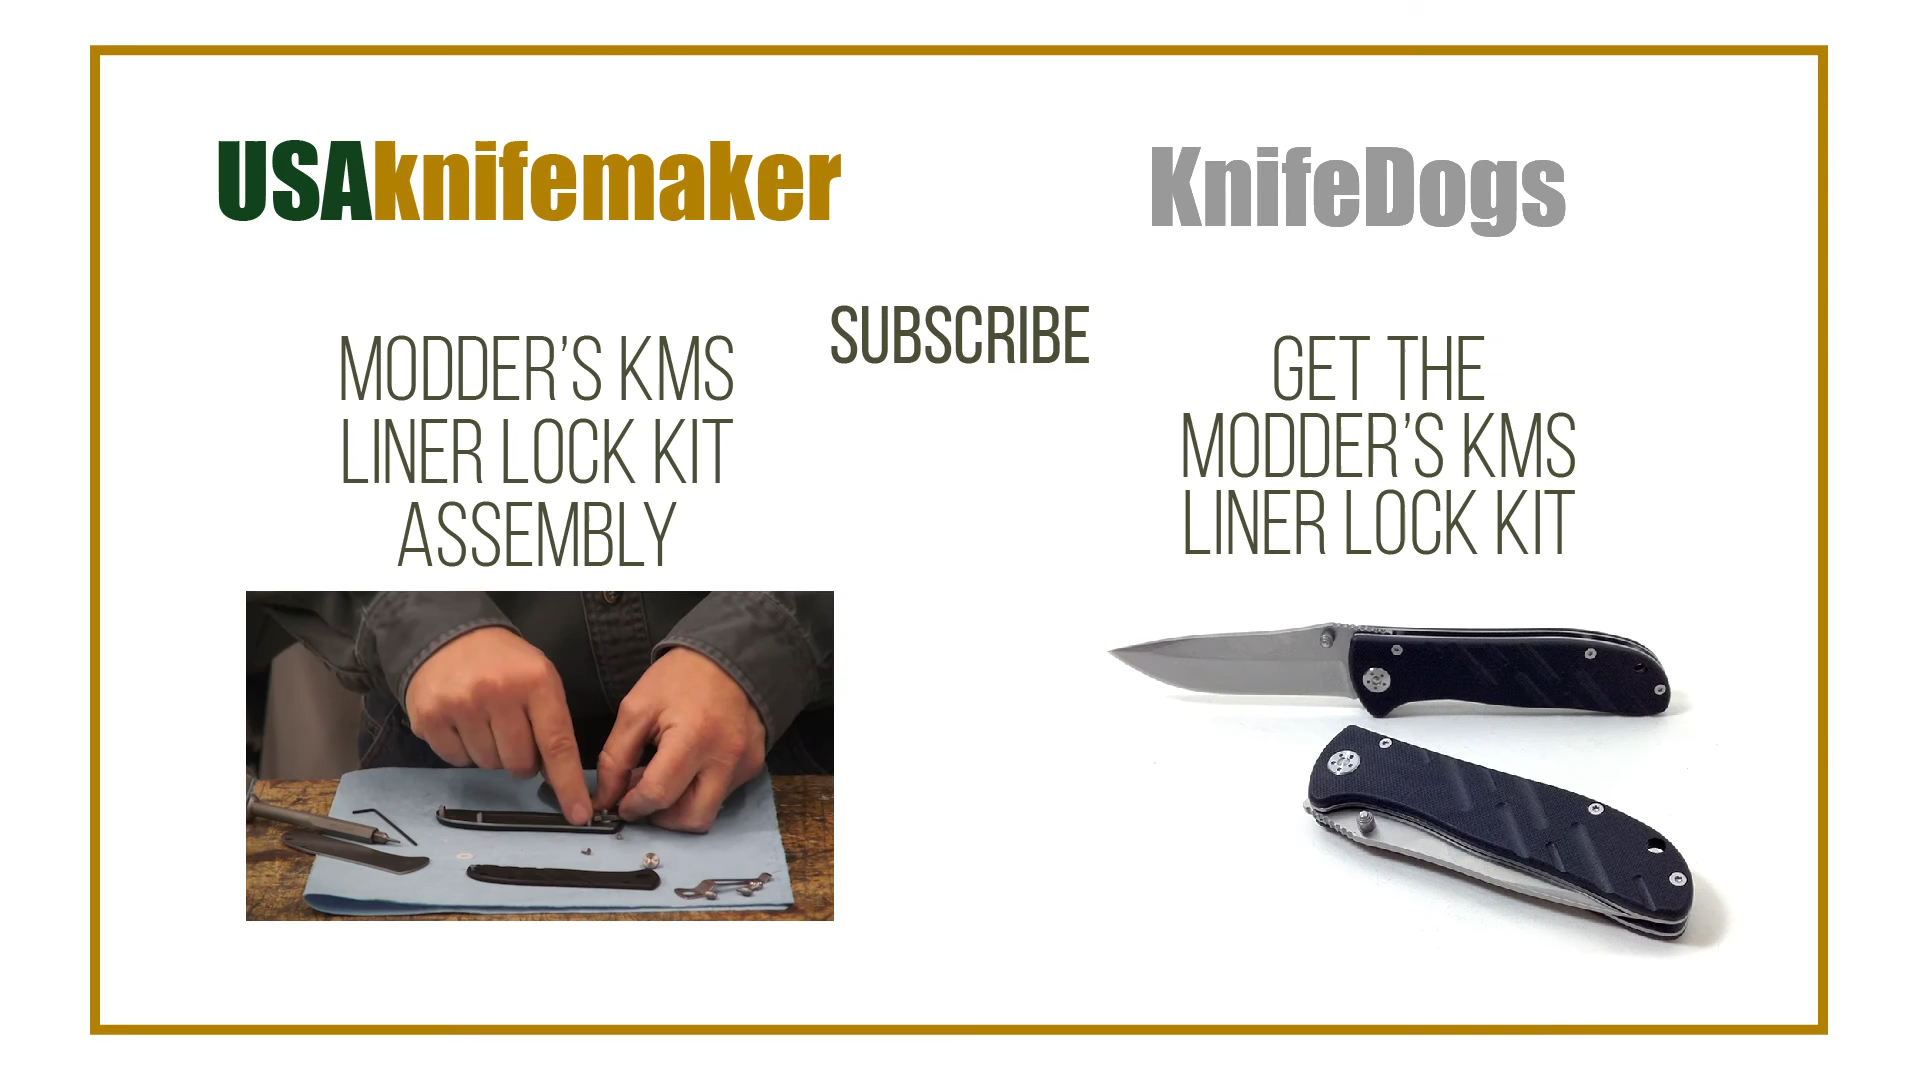 USAknifemaker
KnifeDogs
SUBSCRIBE
MODDER'S KMS
LINER LOCK KIT
ASSEMBLY
GET THE
MODDER'S KMS
LINER LOCK KIT